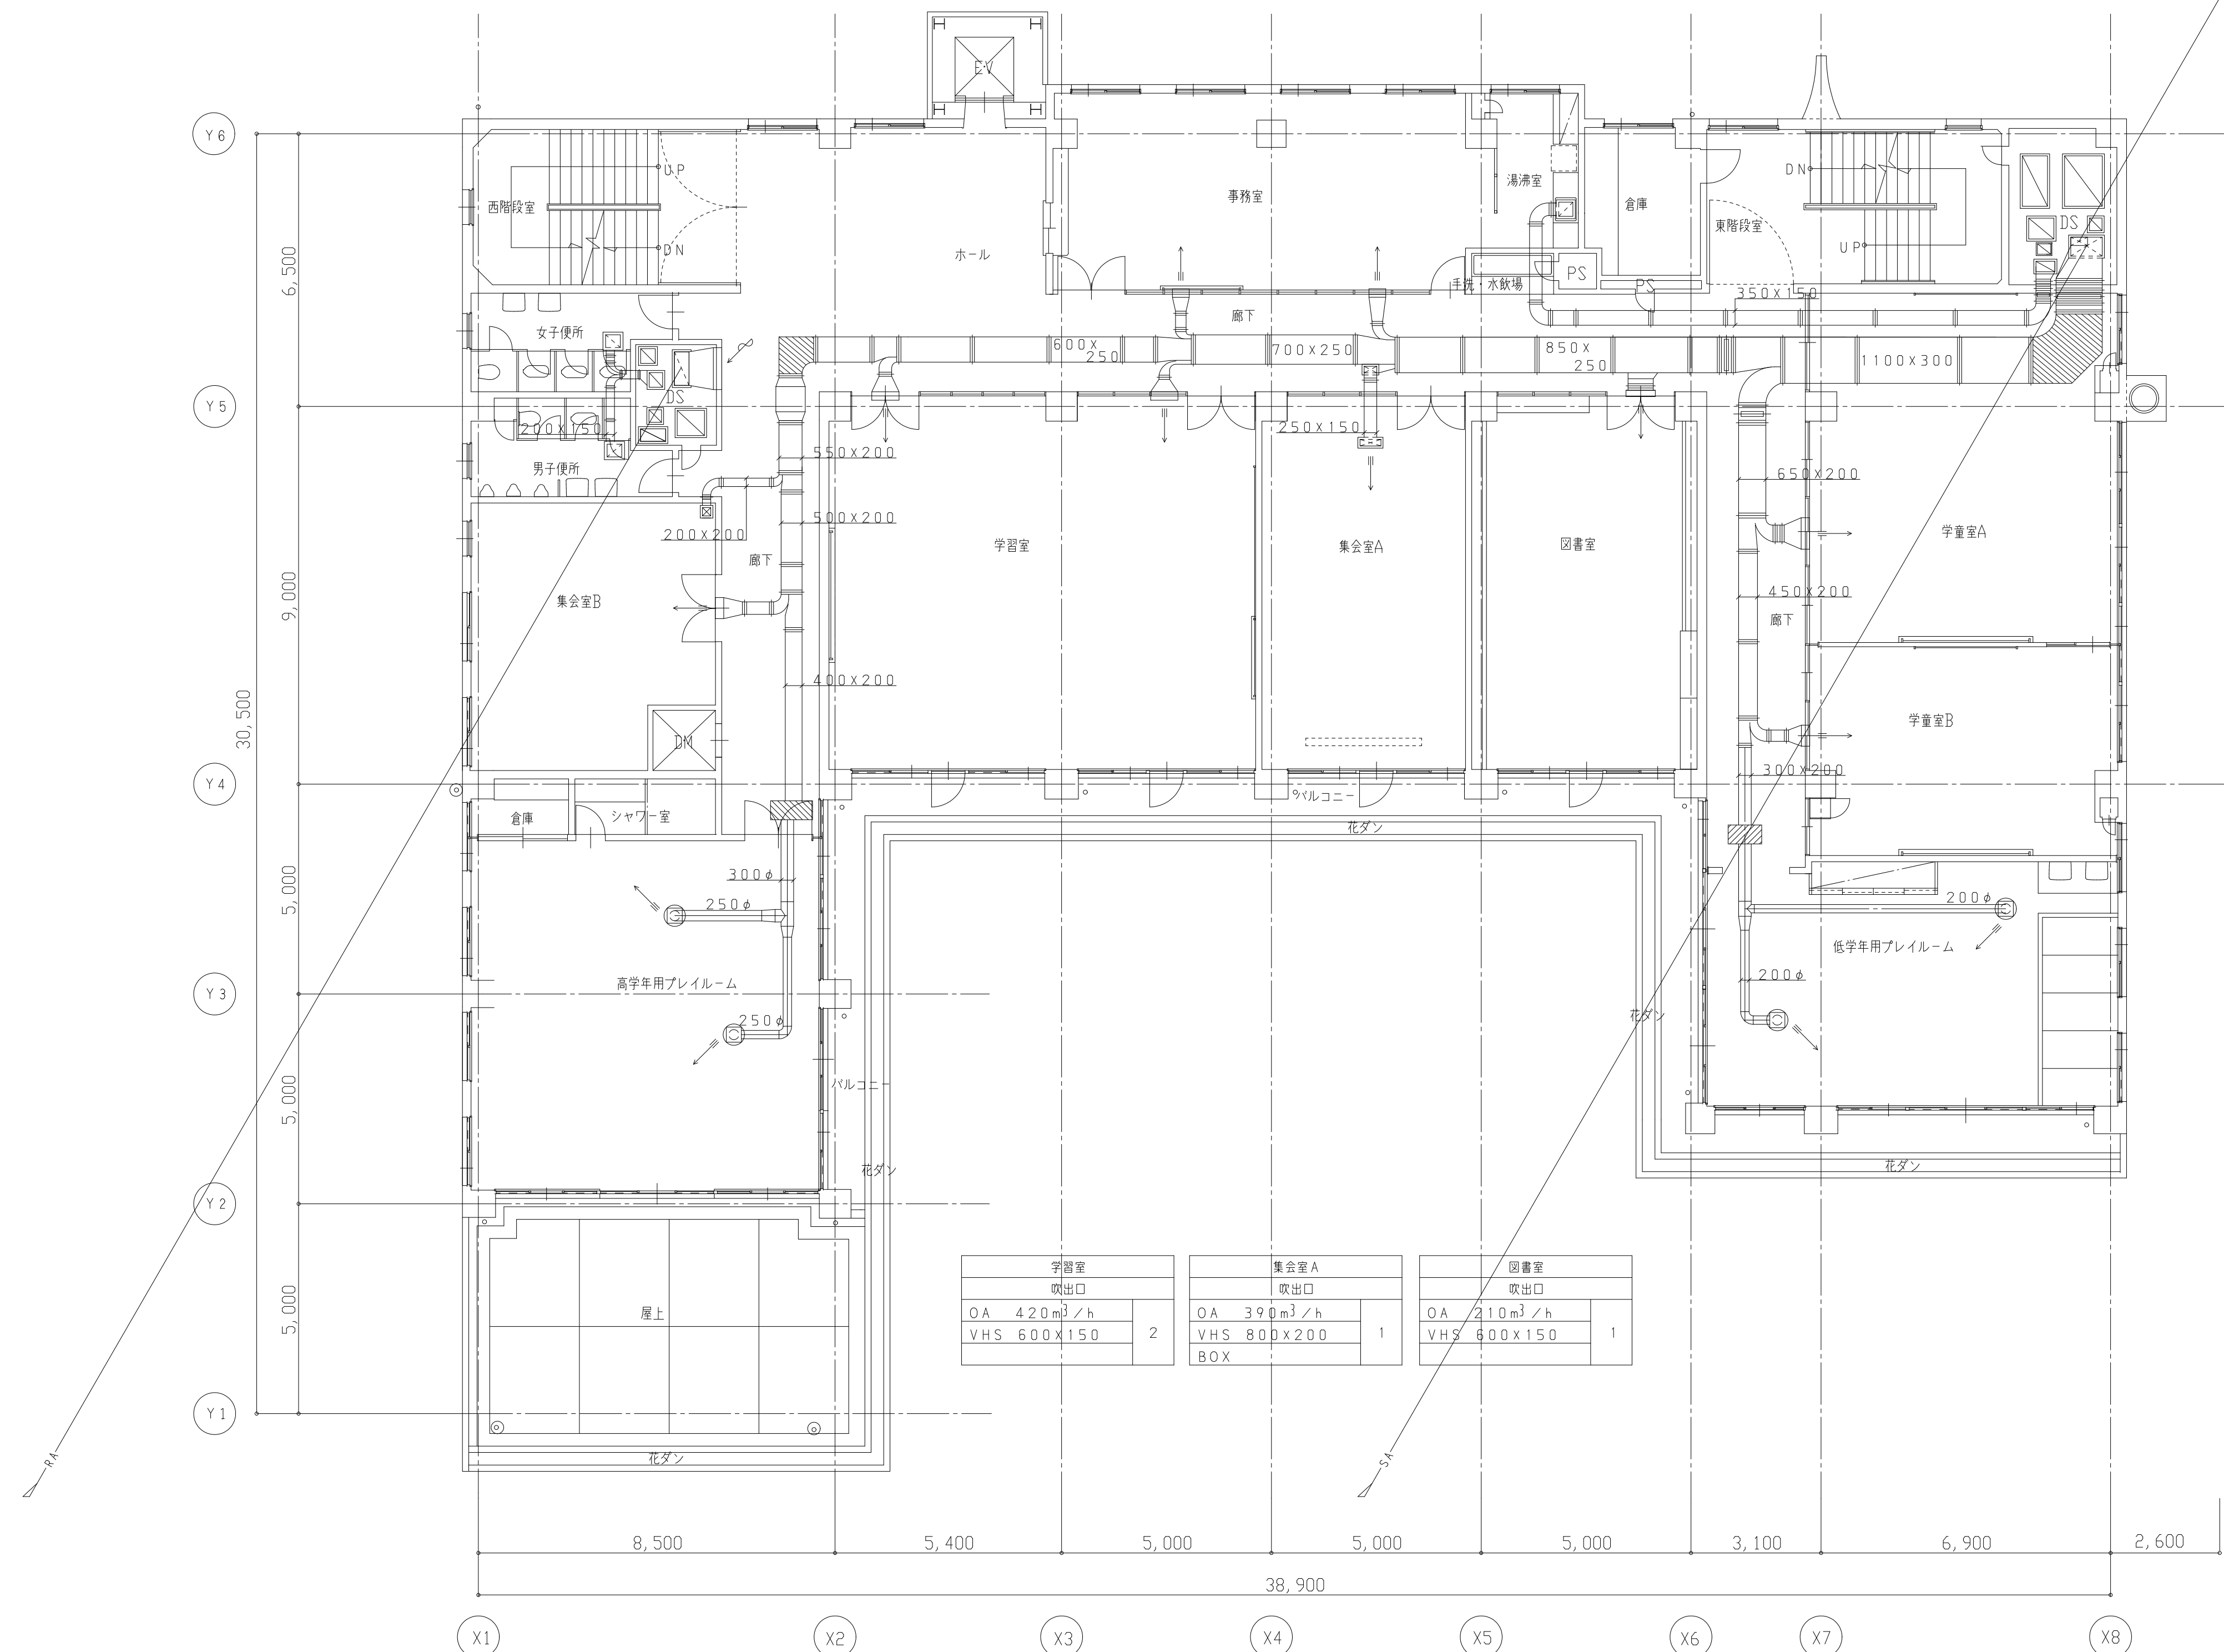 EV
Y6
UP
DN
西階段室
ホール
事務室
湯沸室
倉庫
東階段室
DN
UP
DS
PS
PS
手洗・水飲場
廊下
350X150
女子便所
600X
250
700X250
850X
250
1100X300
DS
Y5
200X150
250X150
男子便所
550X200
650X200
500X200
200X200
廊下
学習室
集会室A
図書室
学童室A
集会室B
450X200
廊下
400X200
学童室B
DM
300X200
Y4
倉庫
シャワー室
バルコニー
花ダン
300φ
250φ
200φ
低学年用プレイルーム
高学年用プレイルーム
200φ
Y3
250φ
花ダン
バルコニー
花ダン
花ダン
Y2
屋上
Y1
花ダン
6,500
9,000
5,000
5,000
5,000
30,500
学習室
吹出口
OA 420m³/h
VHS 600X150
2
集会室A
吹出口
OA 390m³/h
VHS 800X200
BOX
1
図書室
吹出口
OA 210m³/h
VHS 600X150
1
RA
SA
8,500
5,400
5,000
5,000
5,000
3,100
6,900
2,600
38,900
X1
X2
X3
X4
X5
X6
X7
X8